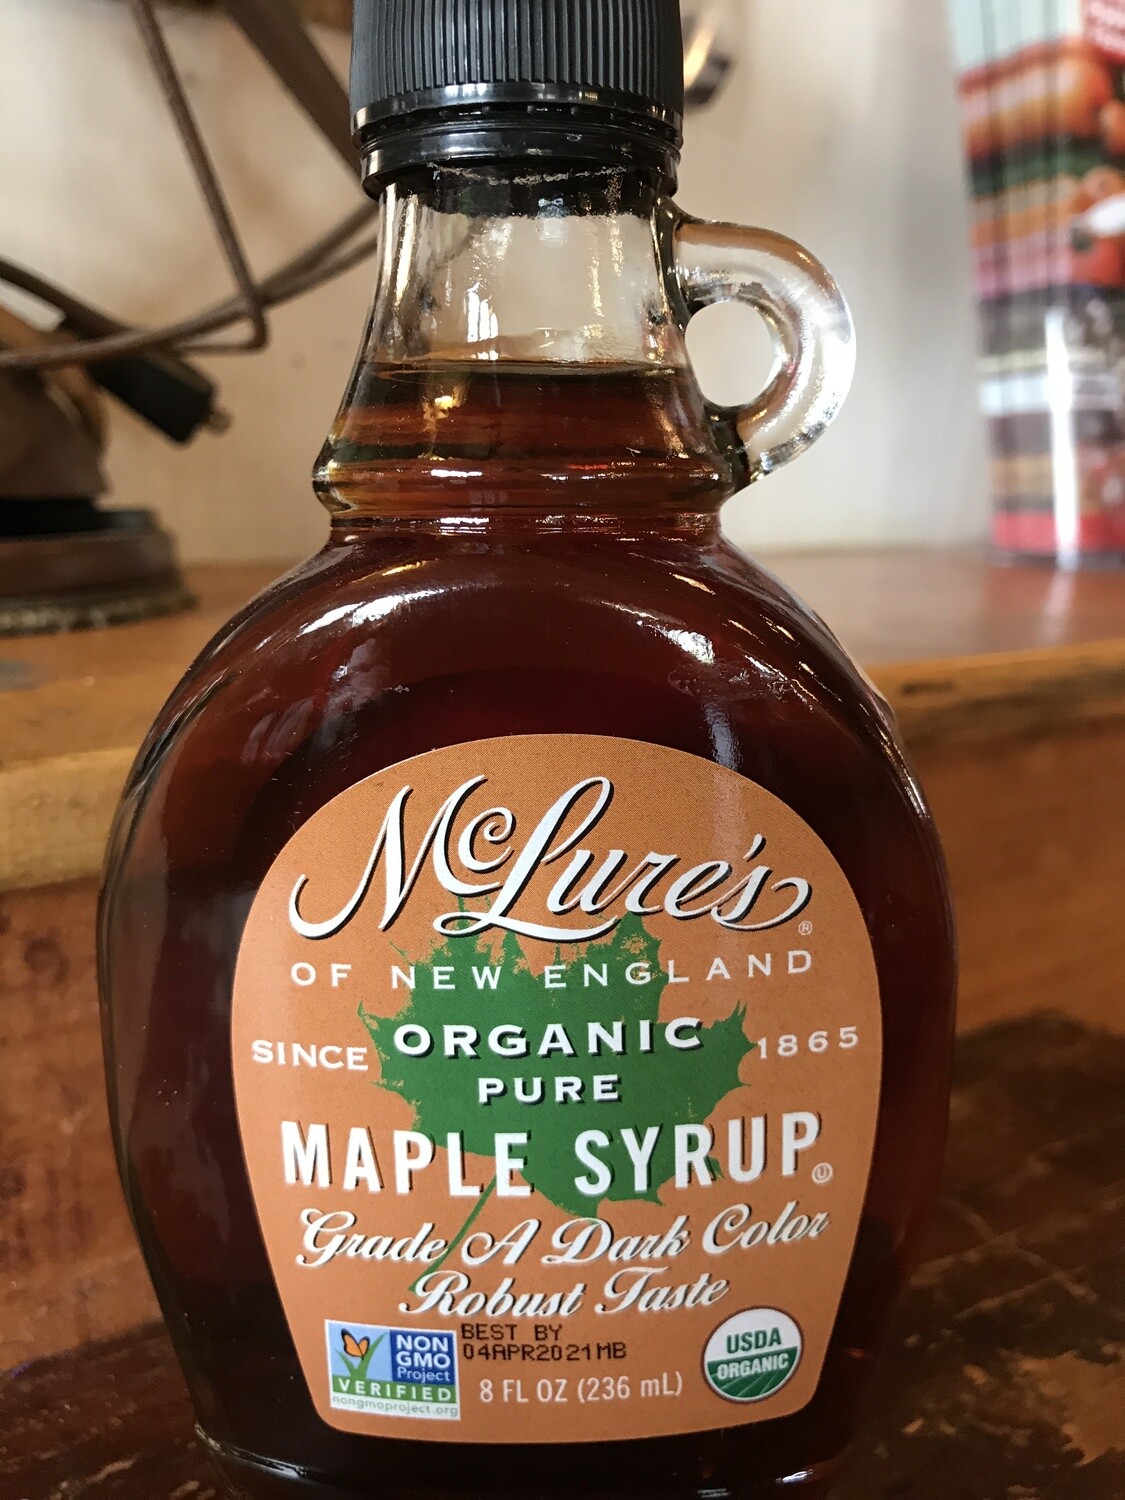 McLure's®
OF NEW ENGLAND
SINCE ORGANIC 1865
PURE
MAPLE SYRUP Ⓤ
Grade A Dark Color
Robust Taste
NON
GMO
Project
VERIFIED
nongmoproject.org
BEST BY
04APR2021MB
8 FL OZ (236 mL)
USDA
ORGANIC